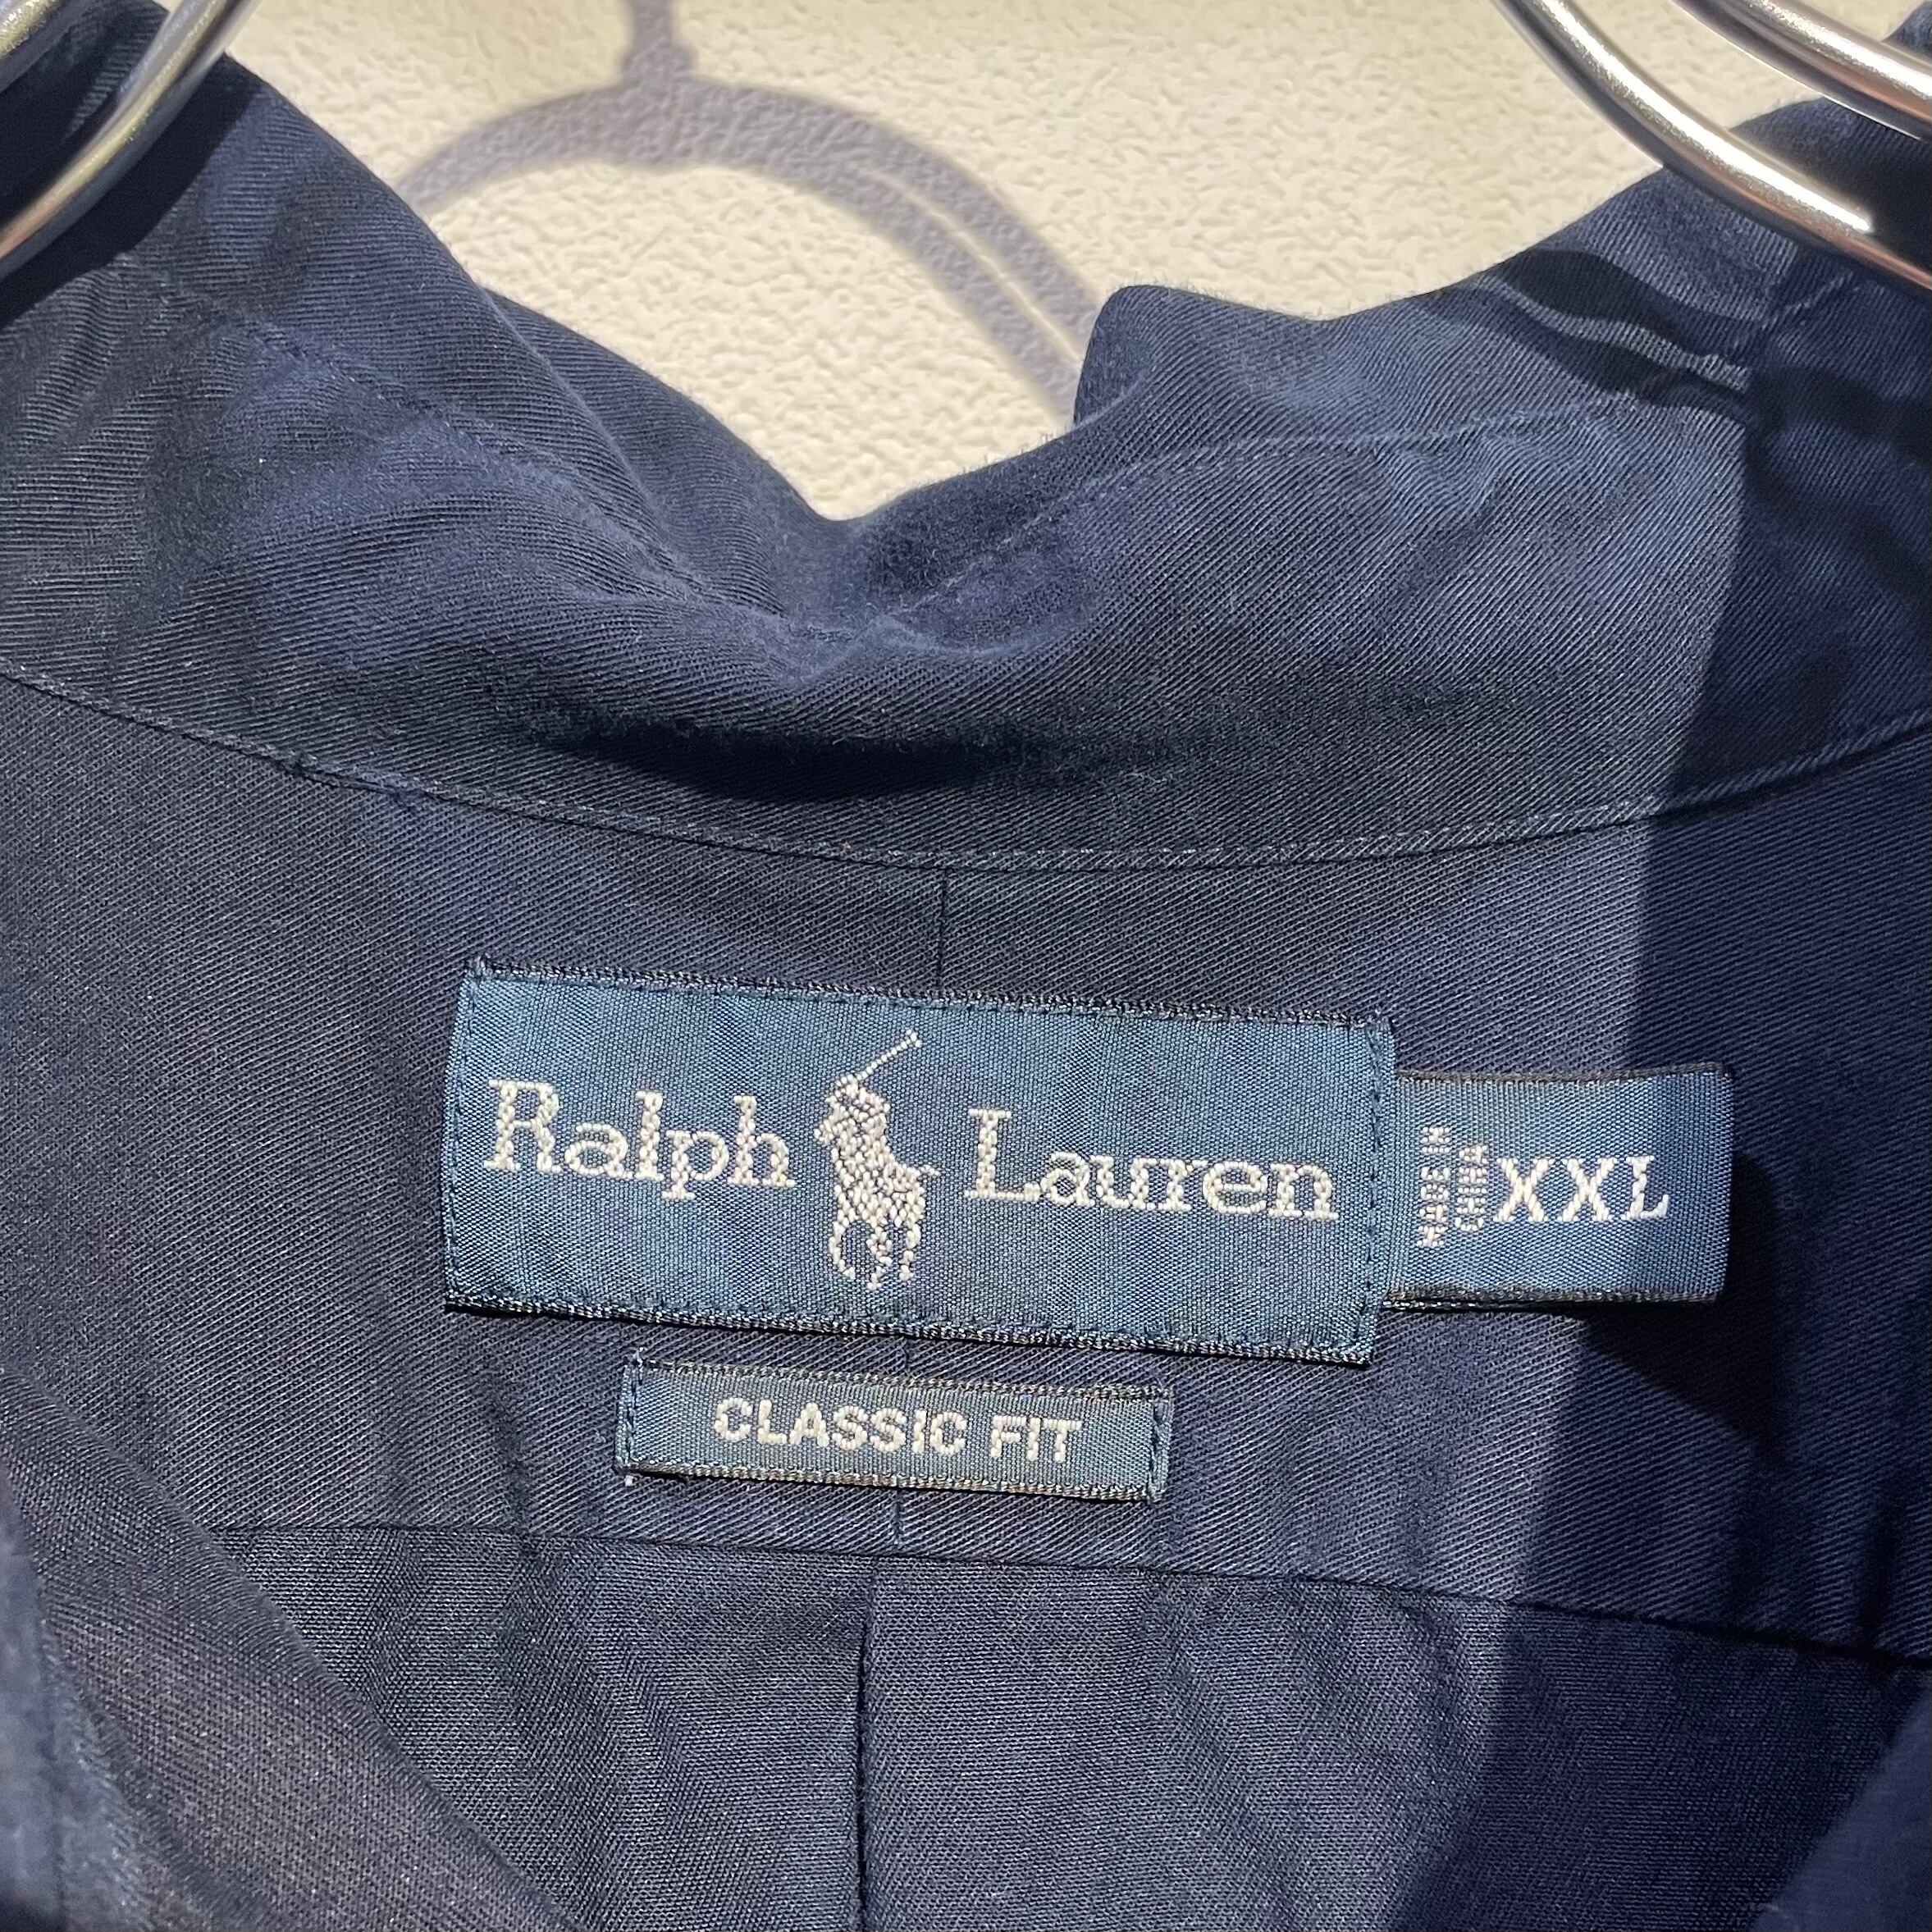 Ralph Lauren
MADE IN
CHINA
XXL
CLASSIC FIT